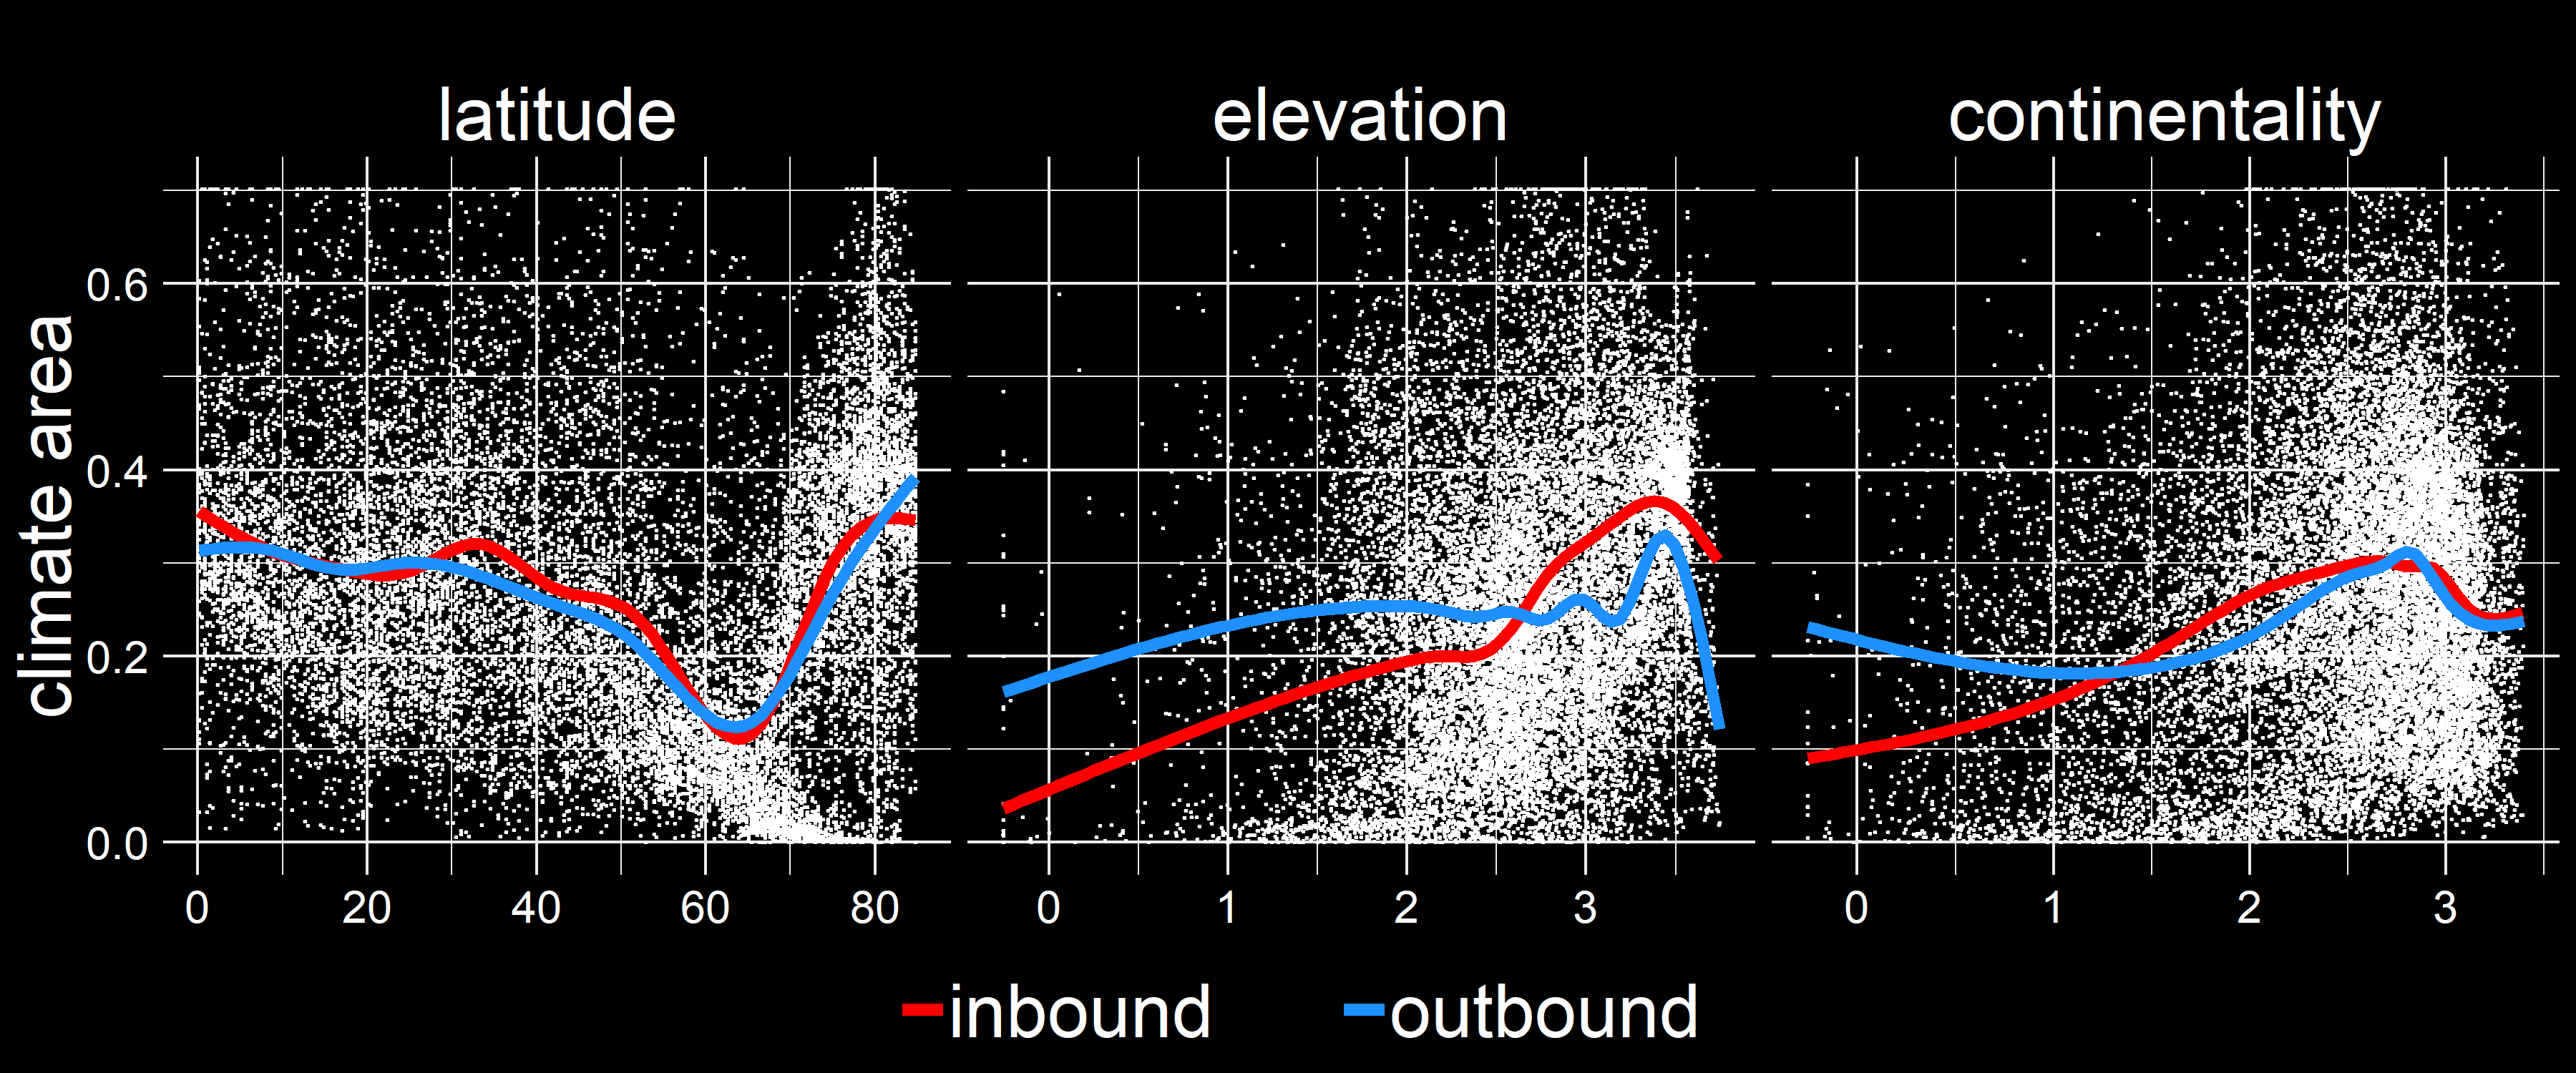 latitude elevation continentality
climate area
0.6
0.4
0.2
0.0
0 20 40 60 80 0 1 2 3 0 1 2 3
inbound outbound